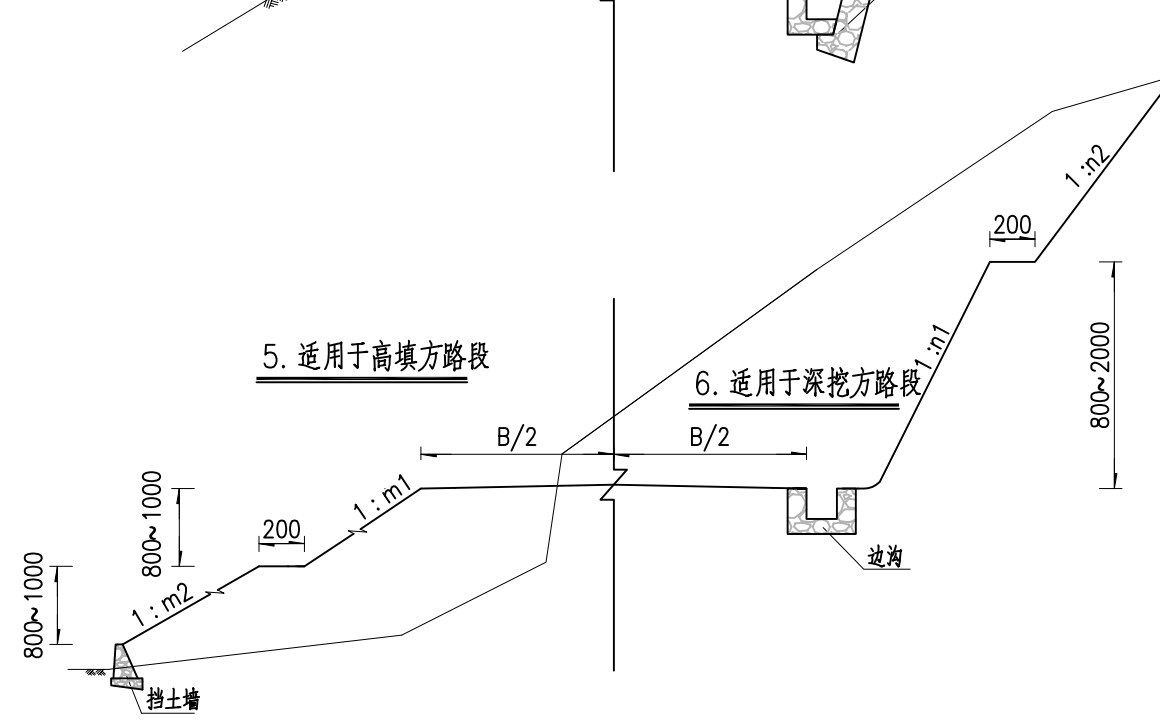 1:n2
200
1:n1
800~2000
5. 适用于高填方路段
6. 适用于深挖方路段
B/2
B/2
1:m1
800~1000
200
边沟
800~1000
1:m2
挡土墙